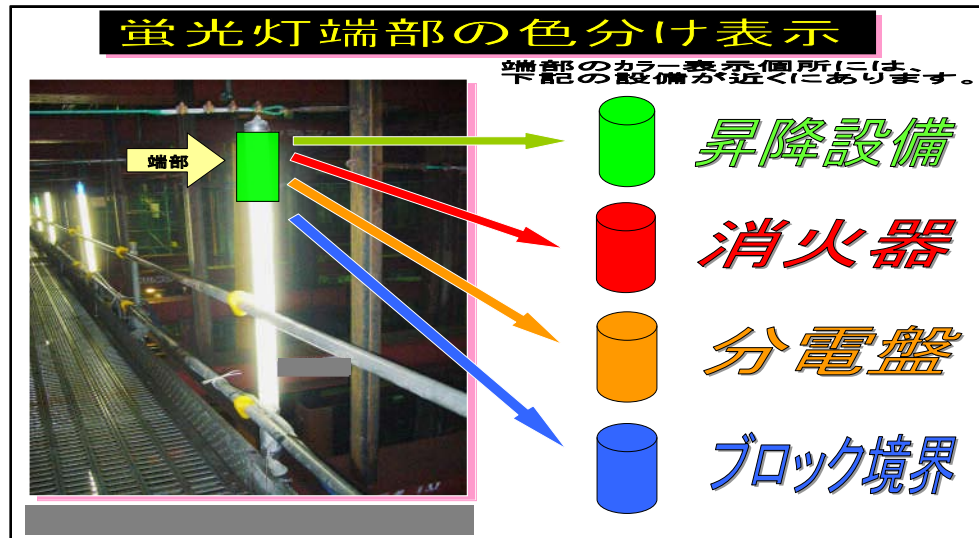 蛍光灯端部の色分け表示
端部のカラー表示個所には、
下記の設備が近くにあります。
端部
昇降設備
消火器
分電盤
ブロック境界